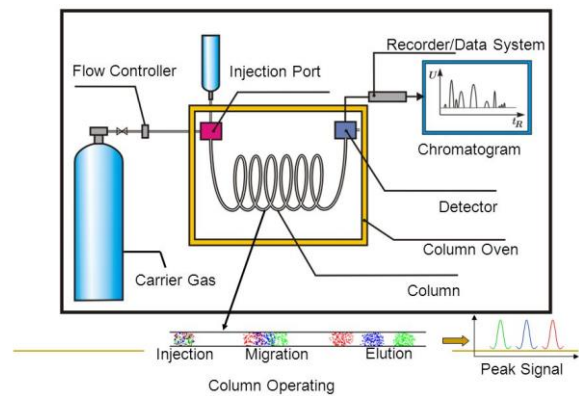 Recorder/Data System
Flow Controller
Injection Port
U
t_R
Chromatogram
Detector
Column Oven
Carrier Gas
Column
Injection
Migration
Elution
Peak Signal
Column Operating